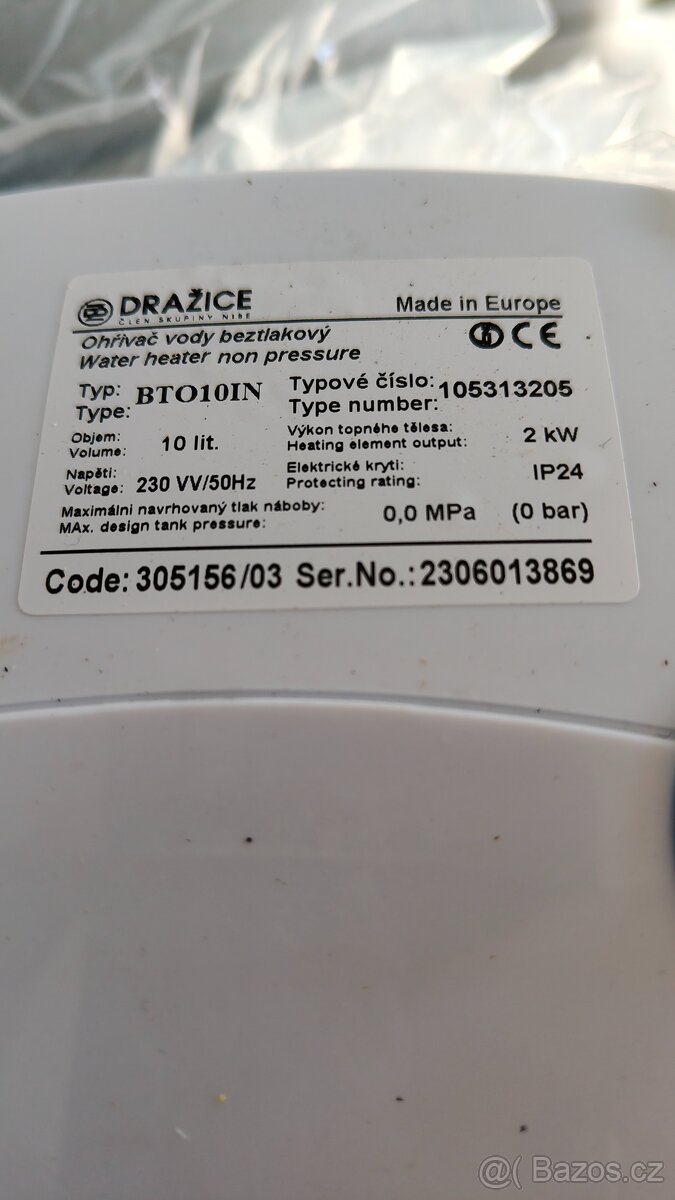 DRAŽICE Made in Europe
ČLEN SKUPINY NIBE
Ohřívač vody beztlakový CE
Water heater non pressure
Typ: BTO10IN Typové číslo: 105313205
Type: Type number:
Objem: 10 lit. Výkon topného tělesa: 2 kW
Volume: Heating element output:
Napětí: 230 VV/50Hz Elektrické krytí: IP24
Voltage: Protecting rating:
Maximální navrhovaný tlak náboby: 0,0 MPa (0 bar)
MAx. design tank pressure:
Code: 305156/03 Ser.No.: 2306013869
@( Bazos.cz